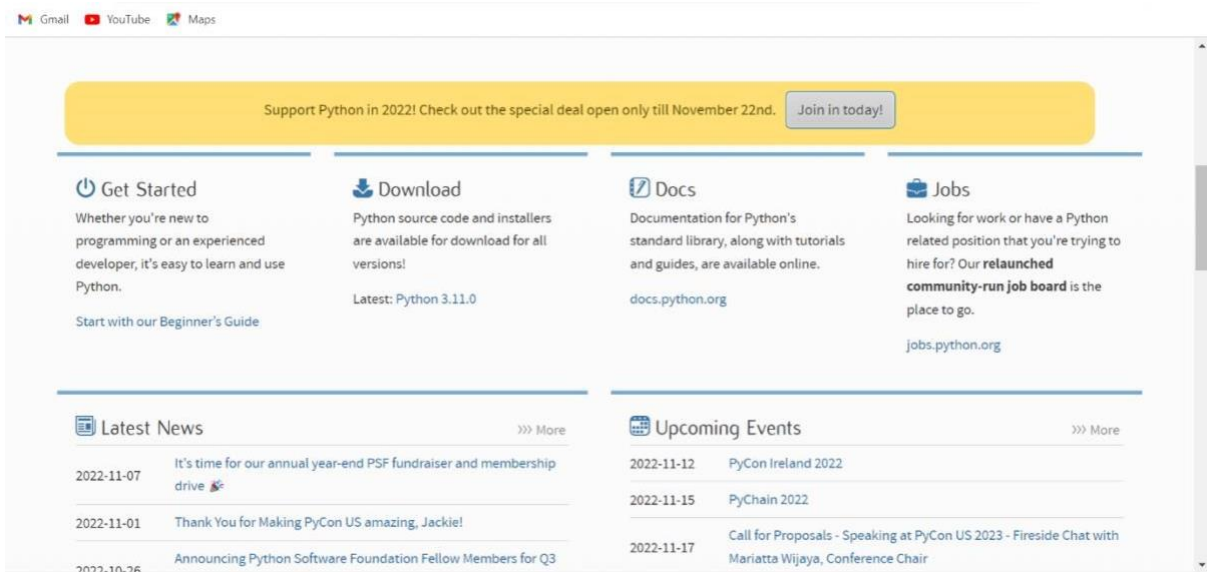 Gmail YouTube Maps
Support Python in 2022! Check out the special deal open only till November 22nd. Join in today!
Get Started
Whether you're new to
programming or an experienced
developer, it's easy to learn and use
Python.
Start with our Beginner's Guide
Download
Python source code and installers
are available for download for all
versions!
Latest: Python 3.11.0
Docs
Documentation for Python's
standard library, along with tutorials
and guides, are available online.
docs.python.org
Jobs
Looking for work or have a Python
related position that you're trying to
hire for? Our relaunched
community-run job board is the
place to go.
jobs.python.org
Latest News
››› More
2022-11-07 It's time for our annual year-end PSF fundraiser and membership
drive 🎉
2022-11-01 Thank You for Making PyCon US amazing, Jackie!
2022-10-26 Announcing Python Software Foundation Fellow Members for Q3
Upcoming Events
››› More
2022-11-12 PyCon Ireland 2022
2022-11-15 PyChain 2022
2022-11-17 Call for Proposals - Speaking at PyCon US 2023 - Fireside Chat with
Mariatta Wijaya, Conference Chair